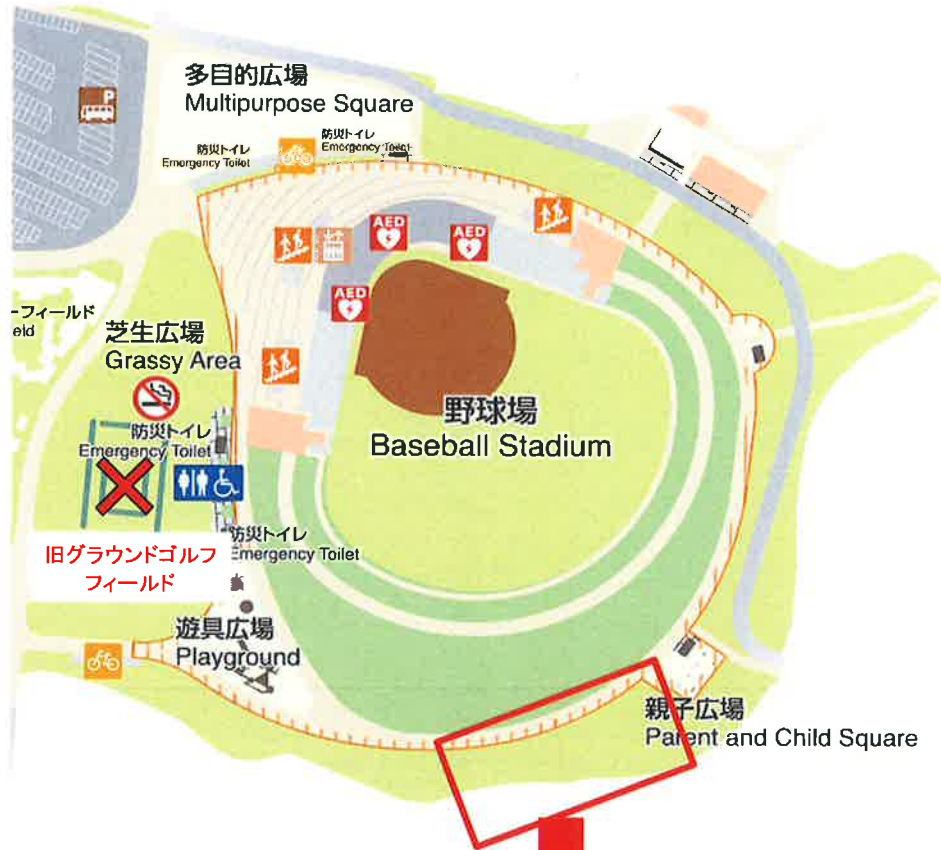 多目的広場
Multipurpose Square
P
防災トイレ
Emergency Toilet
防災トイレ
Emergency Toilet
AED
AED
AED
ーフィールド
eld
芝生広場
Grassy Area
防災トイレ
Emergency Toilet
野球場
Baseball Stadium
旧グラウンドゴルフ
フィールド
防災トイレ
Emergency Toilet
遊具広場
Playground
親子広場
Parent and Child Square